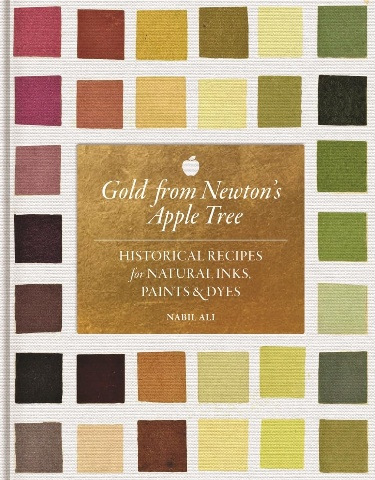 Gold from Newton's
Apple Tree
HISTORICAL RECIPES
for NATURAL INKS,
PAINTS & DYES
NABIL ALI